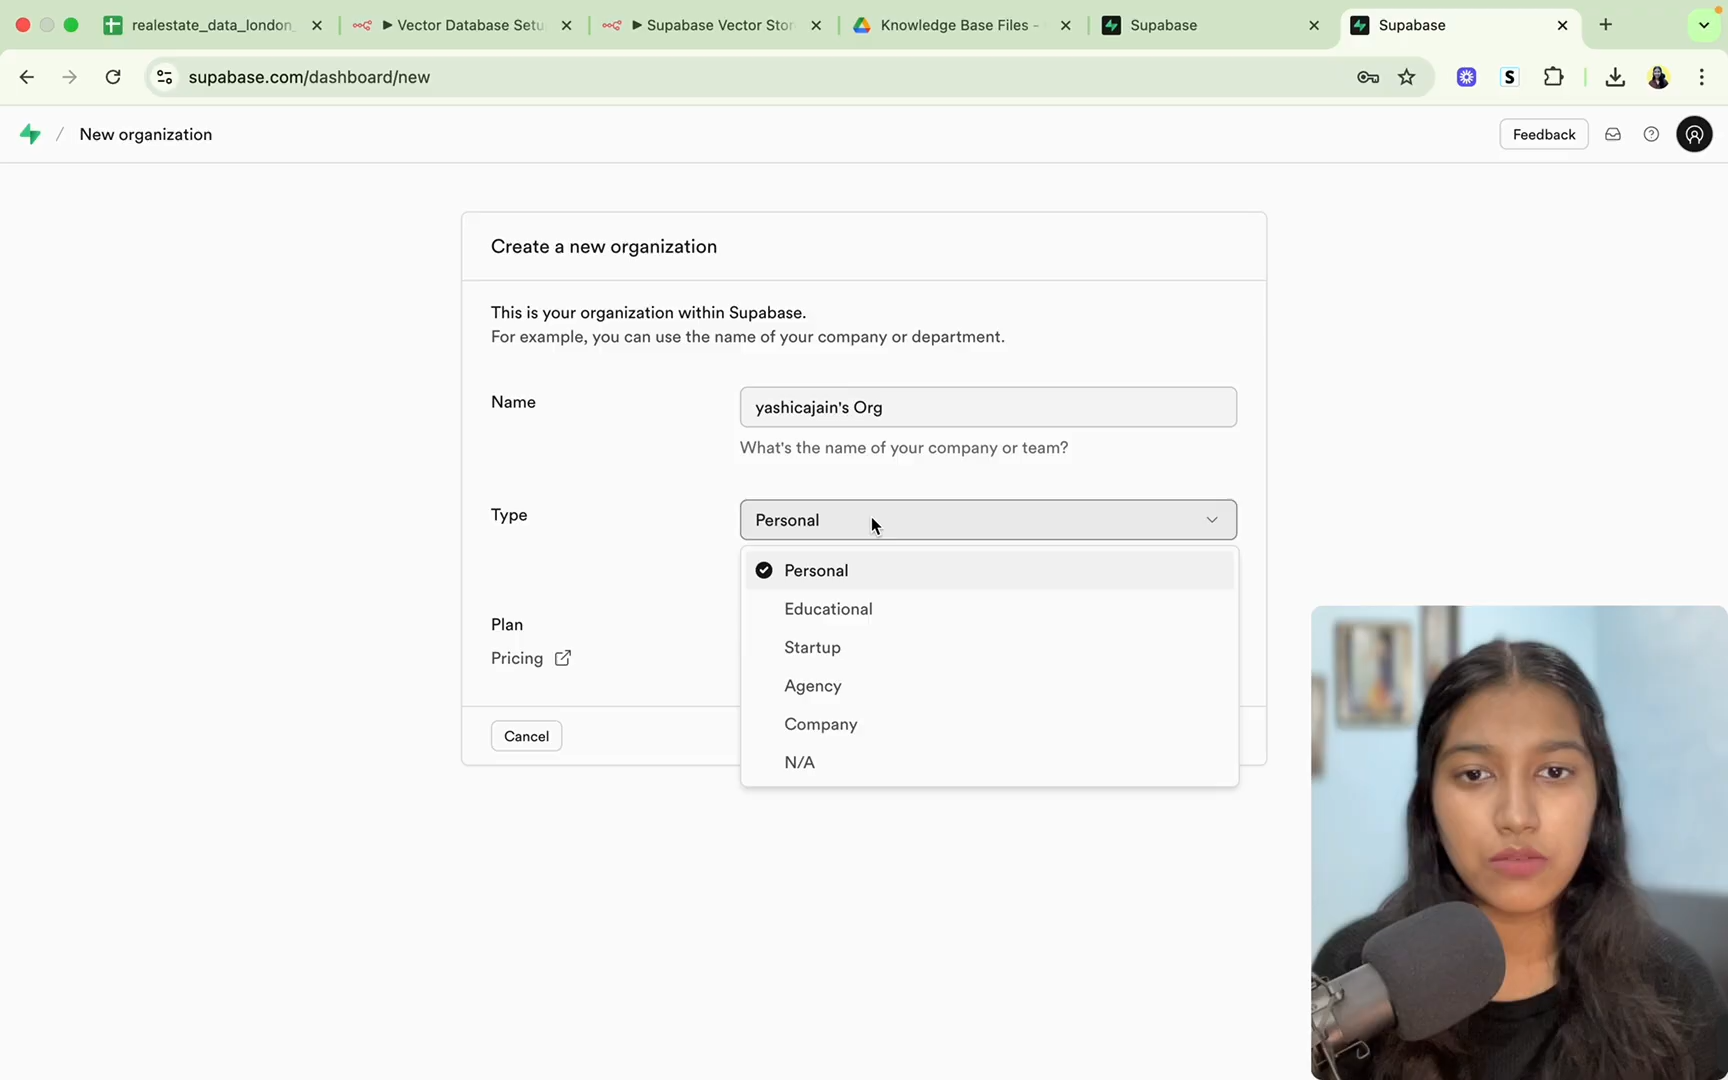 realestate_data_london_
▶ Vector Database Setu
▶ Supabase Vector Stor
Knowledge Base Files -
Supabase
Supabase
supabase.com/dashboard/new
S
/ New organization
Feedback
Create a new organization
This is your organization within Supabase.
For example, you can use the name of your company or department.
Name
yashicajain's Org
What's the name of your company or team?
Type
Personal
Personal
Educational
Startup
Agency
Company
N/A
Plan
Pricing
Cancel